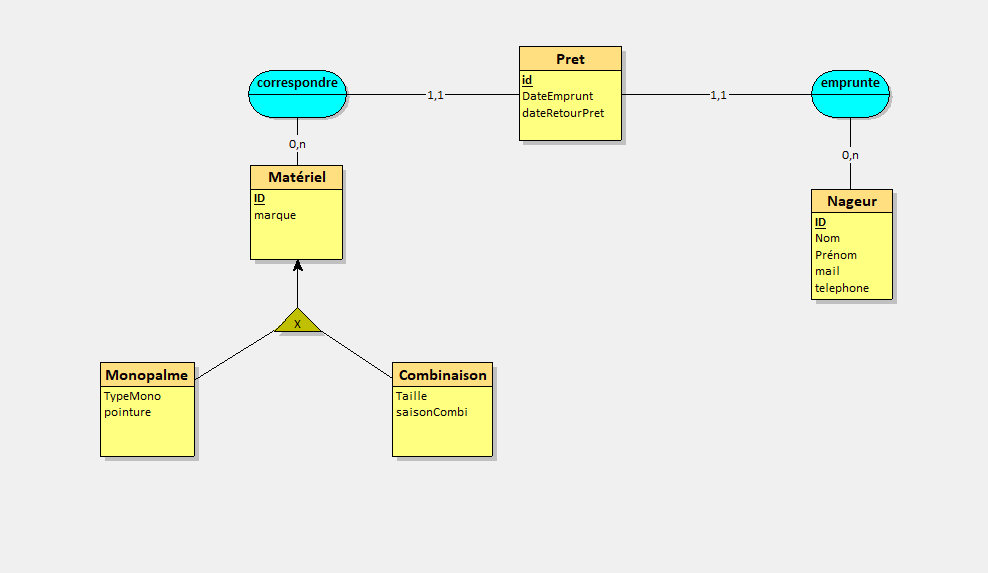 Pret
id
DateEmprunt
dateRetourPret
correspondre
1,1
1,1
emprunte
0,n
0,n
Matériel
ID
marque
Nageur
ID
Nom
Prénom
mail
telephone
X
Monopalme
TypeMono
pointure
Combinaison
Taille
saisonCombi